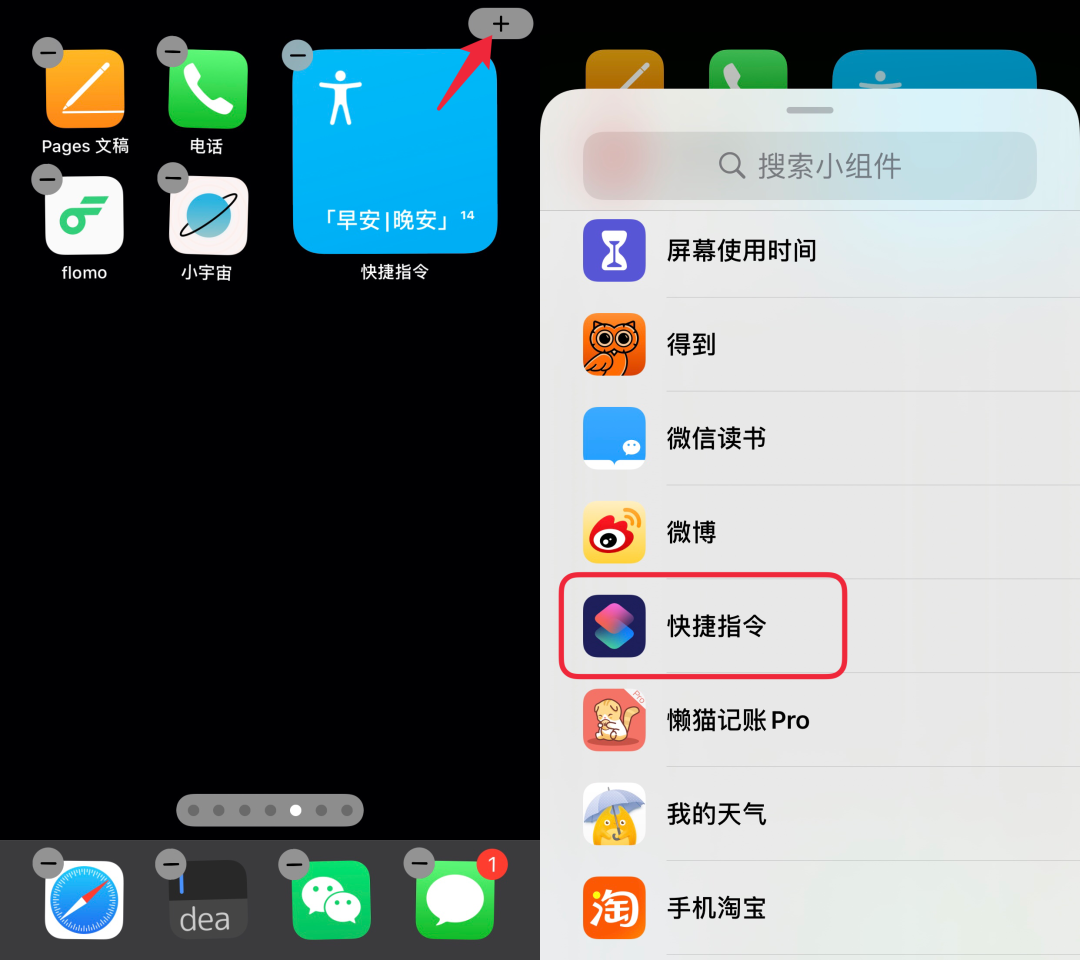 Pages 文稿
电话
「早安|晚安」14
flomo
小宇宙
快捷指令
dea
1
搜索小组件
屏幕使用时间
得到
微信读书
微博
快捷指令
懒猫记账 Pro
Pro
我的天气
淘
手机淘宝